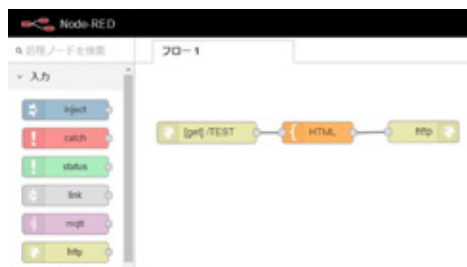 Node-RED
処理ノードを検索
フロー 1
入力
inject
catch
status
link
mqtt
http
[get] /TEST
HTML
http